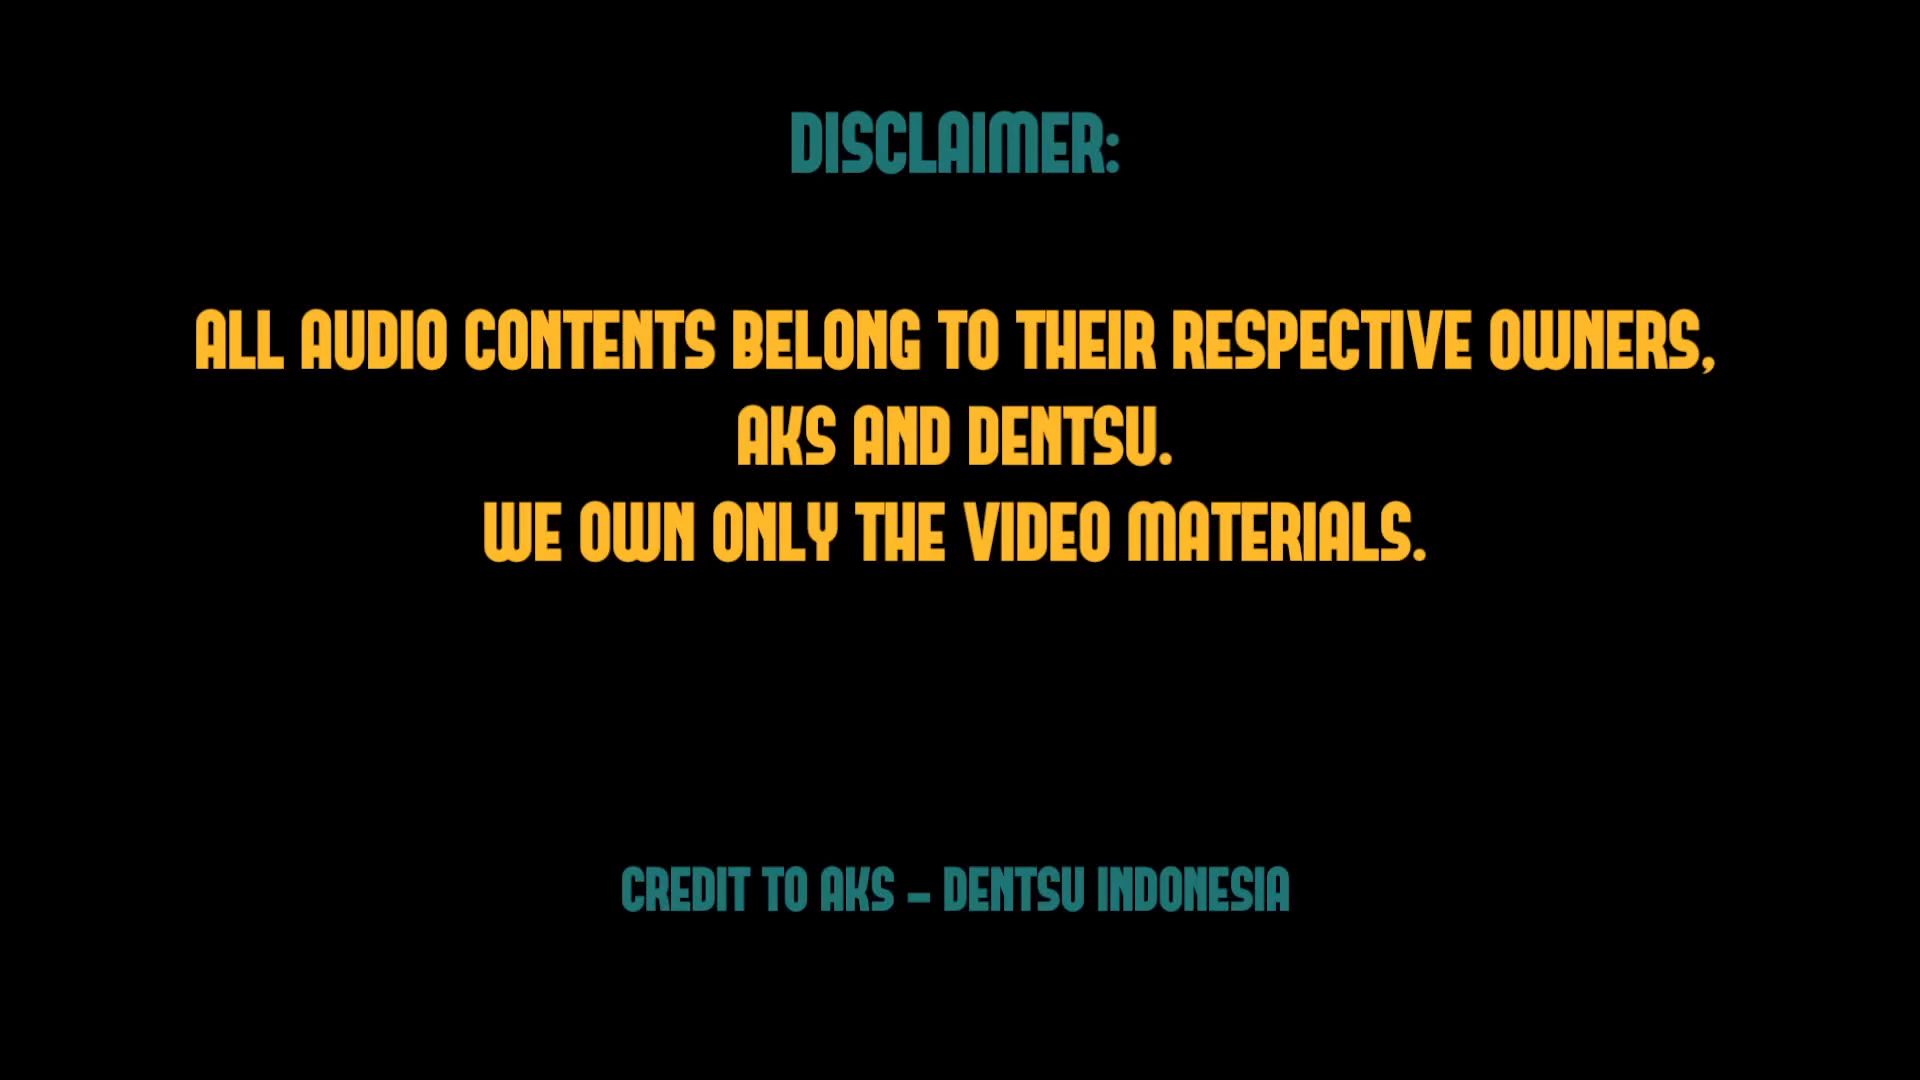 DISCLAIMER:
ALL AUDIO CONTENTS BELONG TO THEIR RESPECTIVE OWNERS,
AKS AND DENTSU.
WE OWN ONLY THE VIDEO MATERIALS.
CREDIT TO AKS – DENTSU INDONESIA